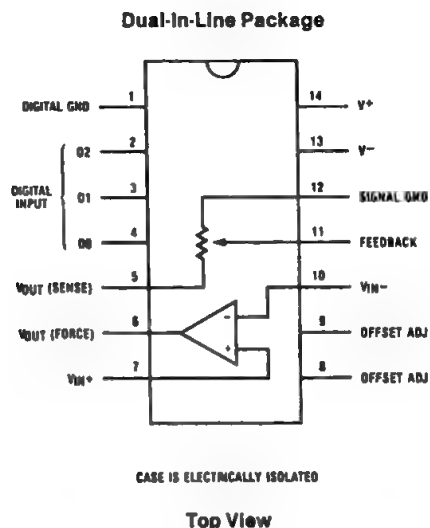 Dual-In-Line Package
DIGITAL GND 1
14 V+
DIGITAL INPUT
D2 2
13 V-
D1 3
12 SIGNAL GND
D0 4
11 FEEDBACK
VOUT (SENSE) 5
10 VIN-
VOUT (FORCE) 6
9 OFFSET ADJ
VIN+ 7
8 OFFSET ADJ
-
+
CASE IS ELECTRICALLY ISOLATED
Top View